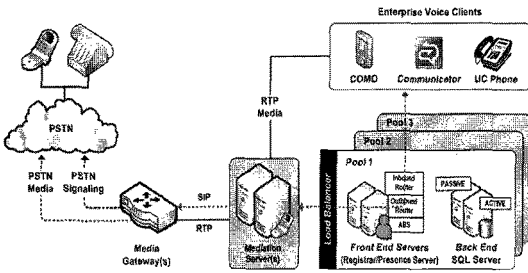 Enterprise Voice Clients
COMO
Communicator
UC Phone
RTP
Media
PSTN
PSTN
Media
PSTN
Signaling
SIP
RTP
Media
Gateway(s)
Mediation
Server(s)
Load Balancer
Pool 3
Pool 2
Pool 1
Inbound
Router
Outbound
Router
ABS
PASSIVE
ACTIVE
Front End Servers
(Registrar/Presence Server)
Back End
SQL Server